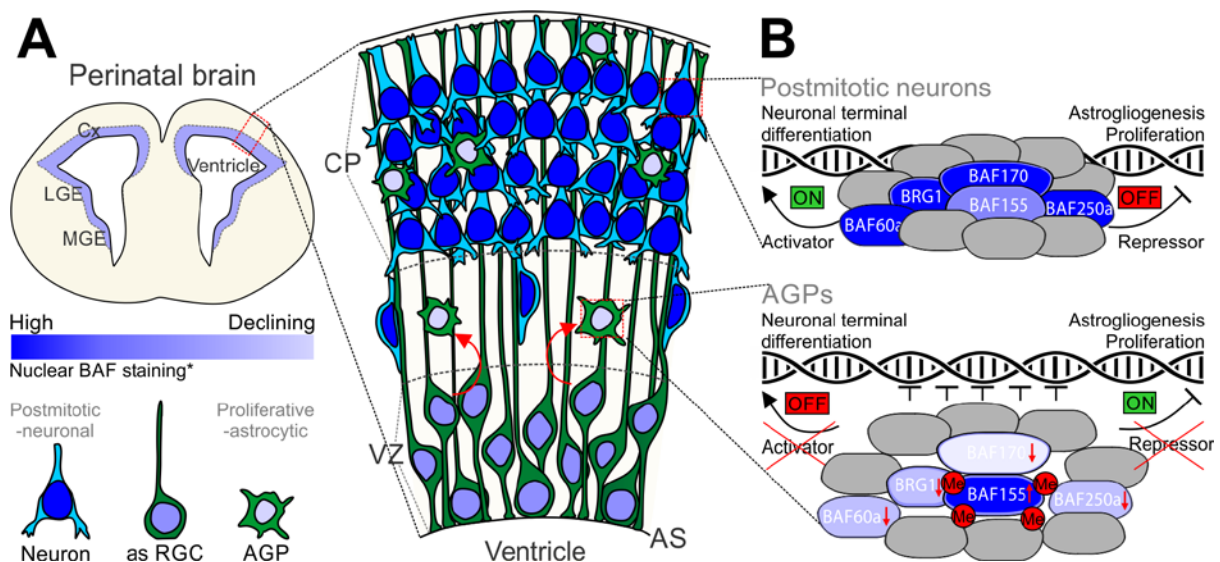 A
Perinatal brain
Cx
Ventricle
LGE
MGE
High
Declining
Nuclear BAF staining*
Postmitotic
-neuronal
Proliferative
-astrocytic
Neuron
as RGC
AGP
CP
VZ
Ventricle
AS
B
Postmitotic neurons
Neuronal terminal
differentiation
Astrogliogenesis
Proliferation
ON
BAF170
BRG1
BAF155
BAF60a
BAF250a
OFF
Activator
Repressor
AGPs
Neuronal terminal
differentiation
Astrogliogenesis
Proliferation
OFF
ON
Activator
Repressor
BAF170
BRG1
Me
BAF155
Me
BAF250a
BAF60a
Me
Me